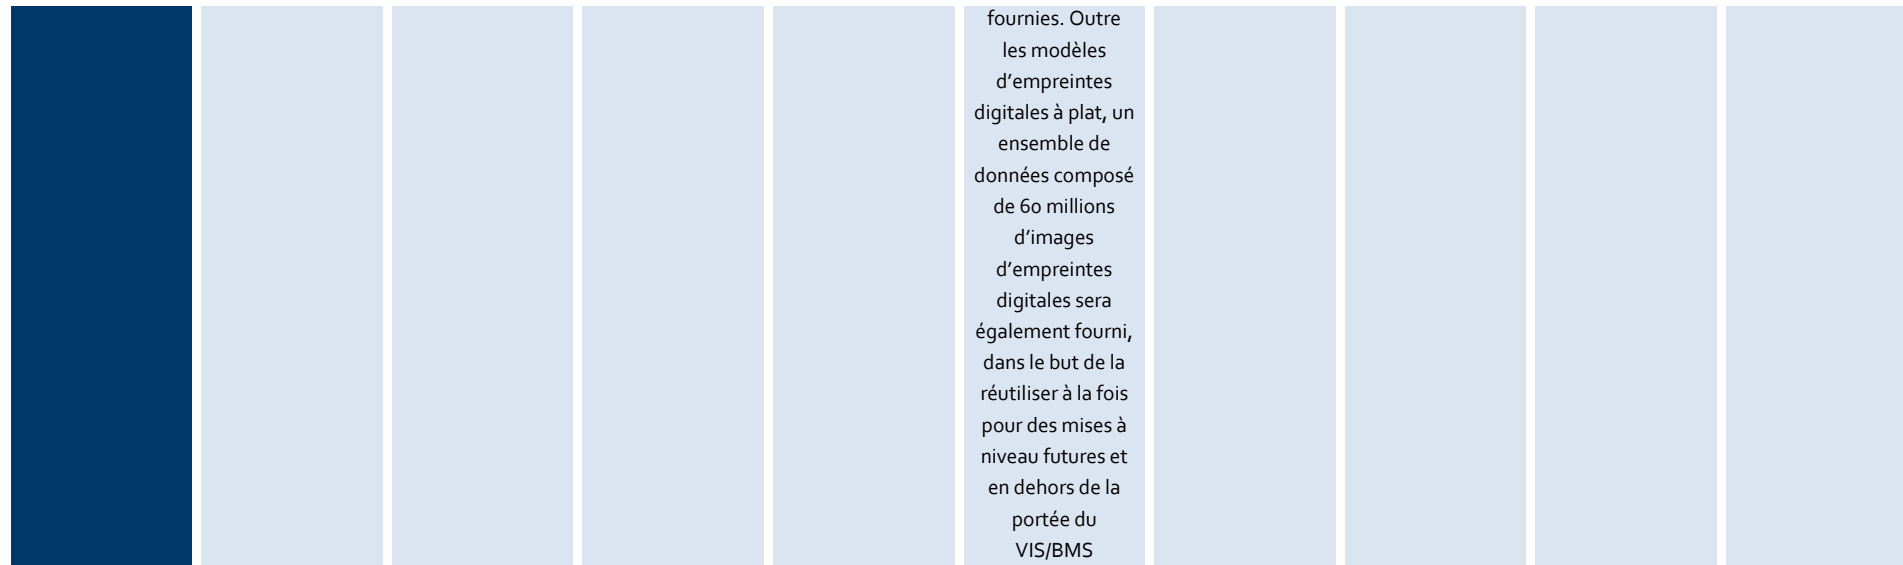 fournies. Outre
les modèles
d’empreintes
digitales à plat, un
ensemble de
données composé
de 60 millions
d’images
d’empreintes
digitales sera
également fourni,
dans le but de la
réutiliser à la fois
pour des mises à
niveau futures et
en dehors de la
portée du
VIS/BMS